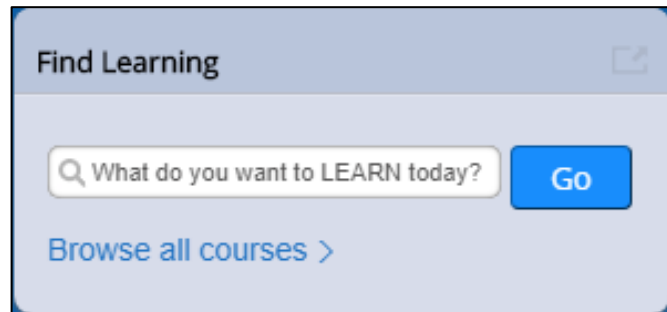 Find Learning
What do you want to LEARN today? Go
Browse all courses >